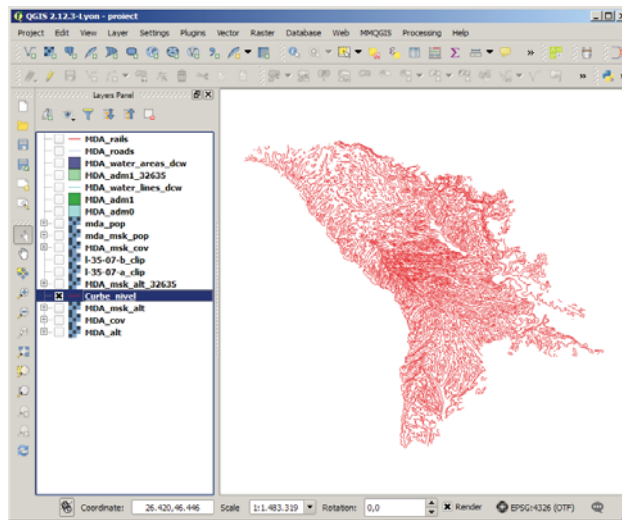 QGIS 2.12.3-Lyon - proiect
Project Edit View Layer Settings Plugins Vector Raster Database Web MMQGIS Processing Help
Layers Panel
MDA_rails
MDA_roads
MDA_water_areas_dcw
MDA_adm1_32635
MDA_water_lines_dcw
MDA_adm1
MDA_adm0
mda_pop
mda_msk_pop
MDA_msk_cov
l-35-07-b_clip
l-35-07-a_clip
MDA_msk_alt_32635
Curbe_nivel
MDA_msk_alt
MDA_cov
MDA_alt
Coordinate: 26.420,46.446 Scale 1:1.483.319 Rotation: 0,0 Render EPSG:4326 (OTF)